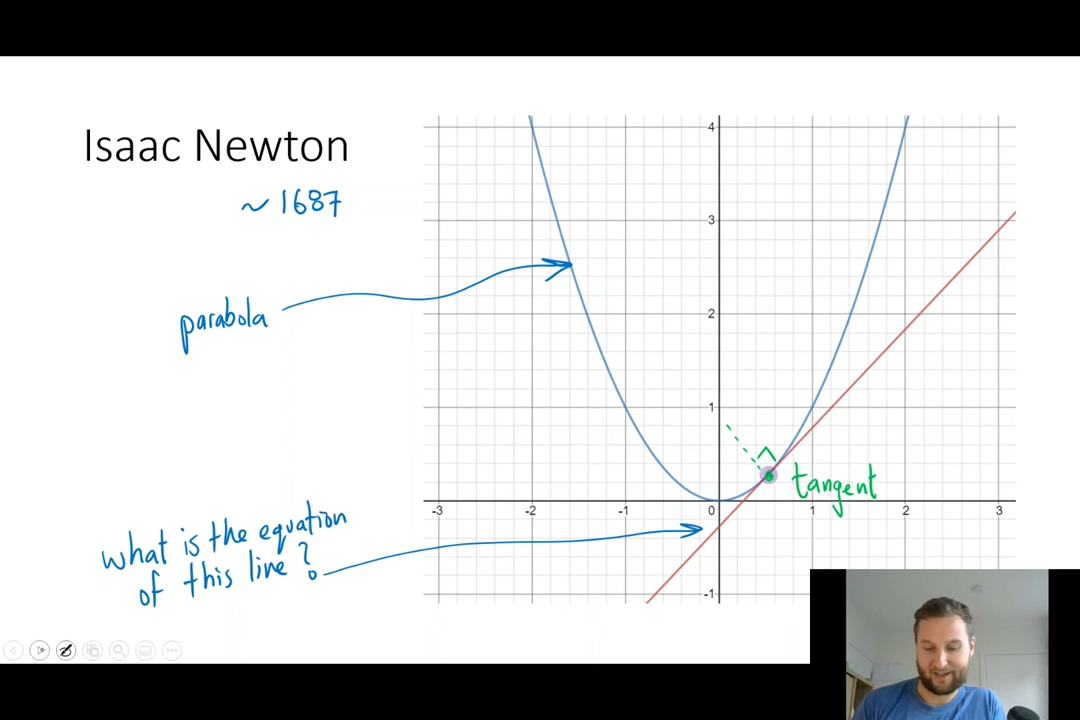 Isaac Newton
~ 1687
parabola
what is the equation
of this line?
tangent
4
3
2
1
-3
-2
-1
0
1
2
3
-1